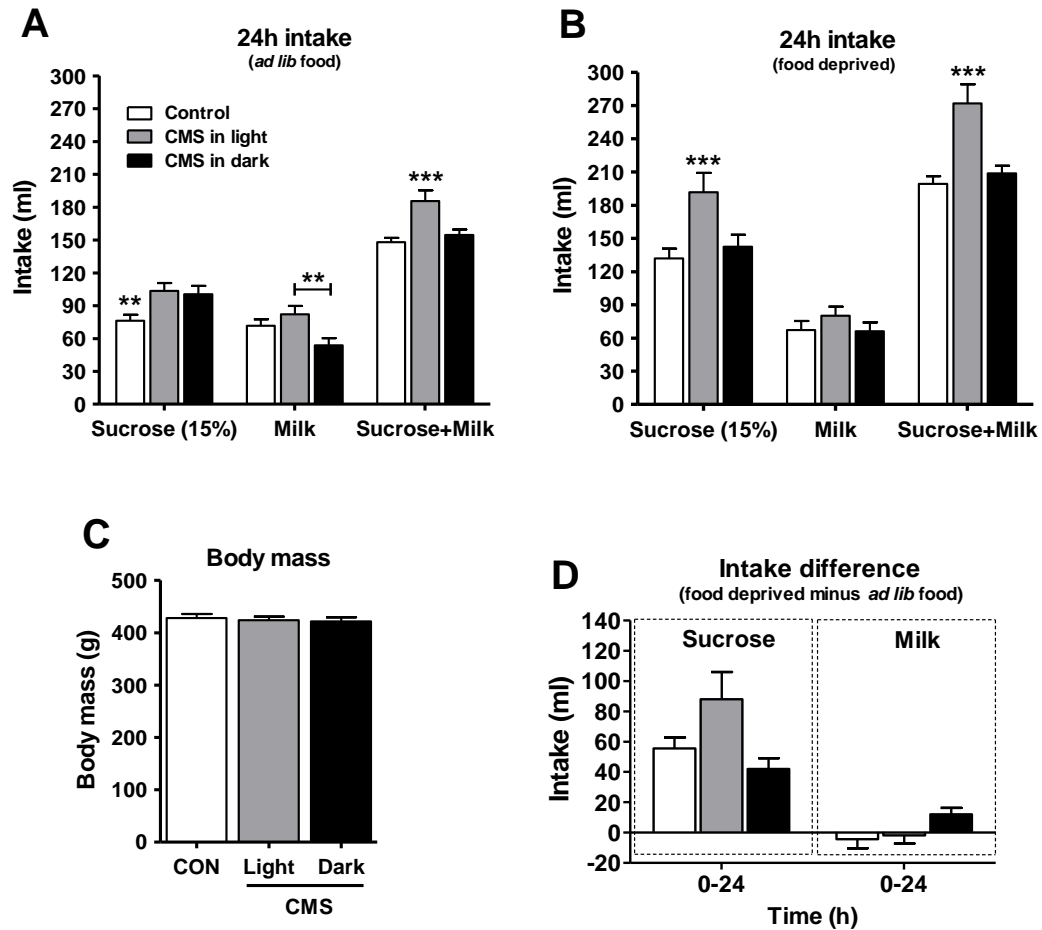 A
24h intake
(ad lib food)
300
270
240
210
180
150
120
90
60
30
0
Intake (ml)
Control
CMS in light
CMS in dark
**
**
***
Sucrose (15%) Milk Sucrose+Milk
B
24h intake
(food deprived)
300
270
240
210
180
150
120
90
60
30
0
Intake (ml)
***
***
Sucrose (15%) Milk Sucrose+Milk
C
Body mass
500
400
300
200
100
0
Body mass (g)
CON Light Dark
CMS
D
Intake difference
(food deprived minus ad lib food)
140
120
100
80
60
40
20
0
-20
Intake (ml)
Sucrose Milk
0-24 0-24
Time (h)